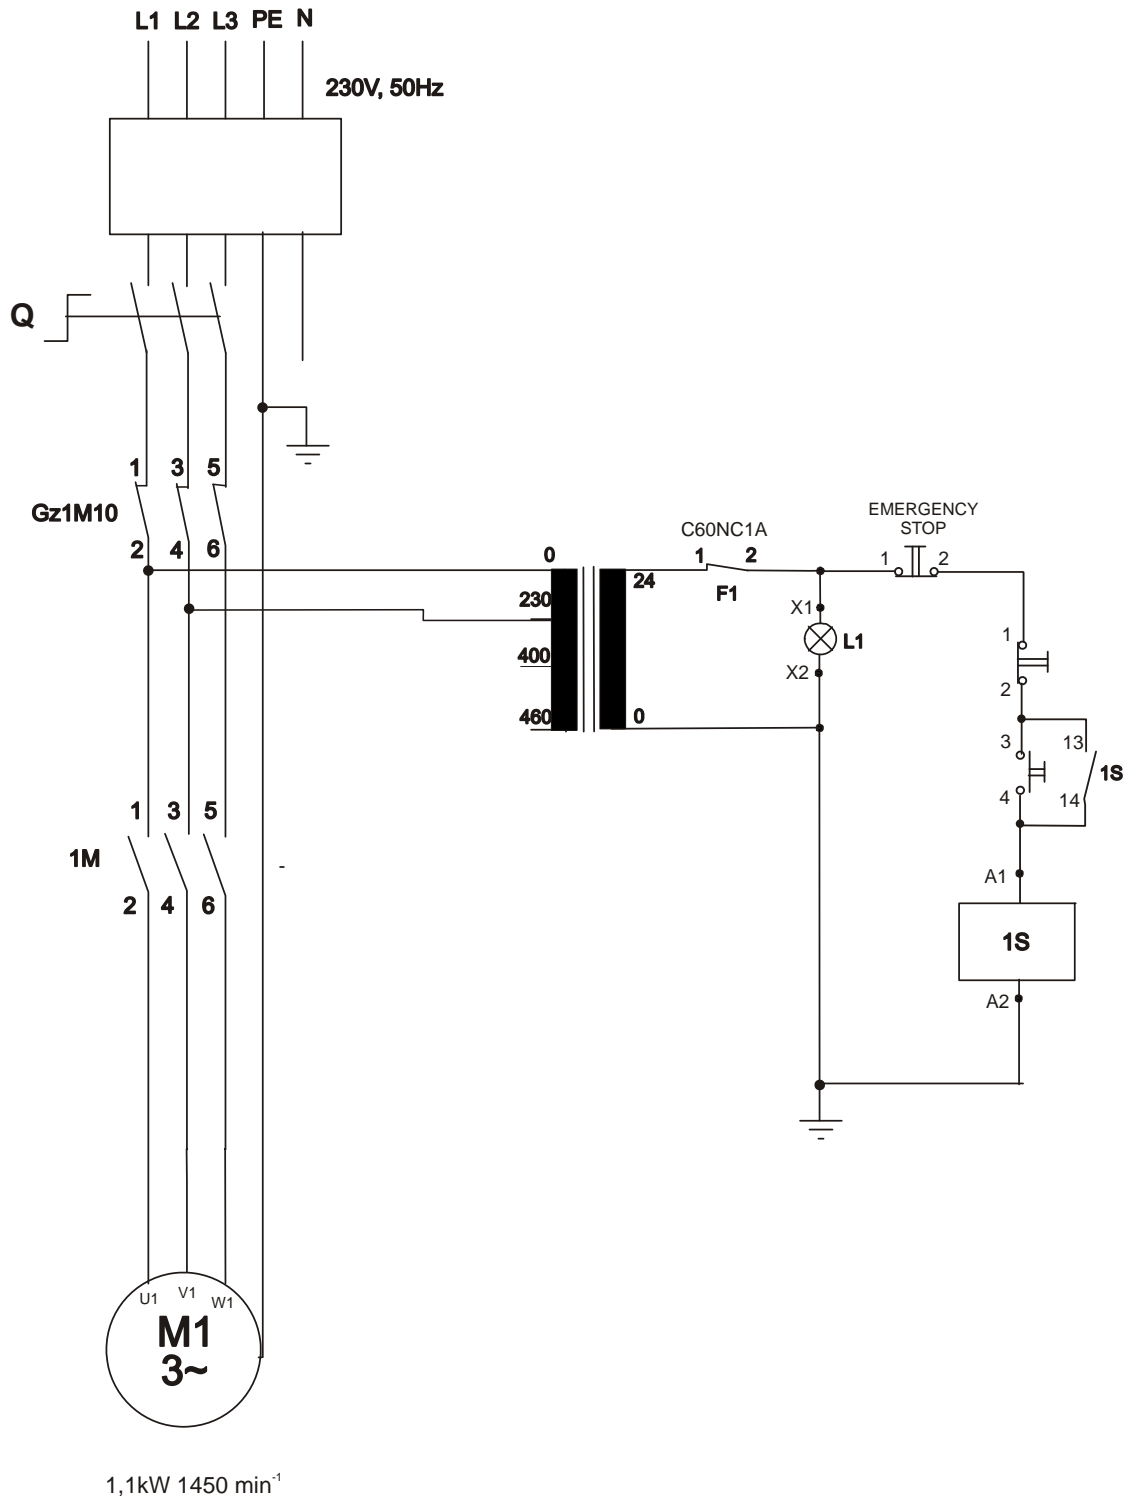 L1 L2 L3 PE N
230V, 50Hz
Q
1 3 5
Gz1M10
2 4 6
C60NC1A
1 2
F1
EMERGENCY
STOP
1 2
0
230
400
460
24
0
X1
L1
X2
1
2
3
4
13
14
1S
A1
1S
A2
1 3 5
1M
-
2 4 6
U1 V1 W1
M1
3~
1,1kW 1450 min⁻¹